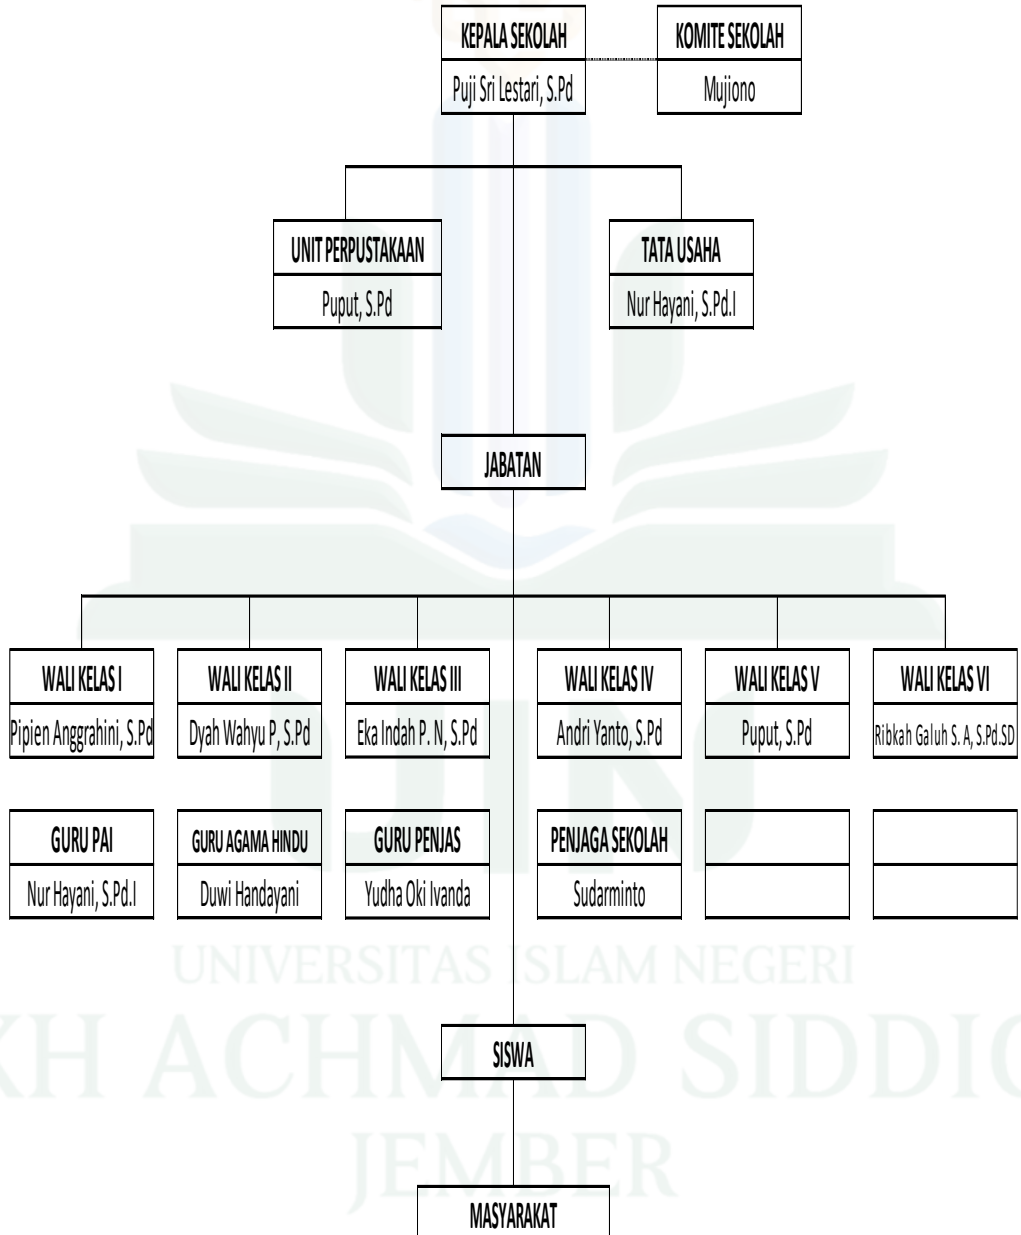 KEPALA SEKOLAH
KOMITE SEKOLAH
Puji Sri Lestari, S.Pd
Mujiono
UNIT PERPUSTAKAAN
TATA USAHA
Puput, S.Pd
Nur Hayani, S.Pd.I
JABATAN
WALI KELAS I
WALI KELAS II
WALI KELAS III
WALI KELAS IV
WALI KELAS V
WALI KELAS VI
Pipien Anggrahini, S.Pd
Dyah Wahyu P, S.Pd
Eka Indah P. N, S.Pd
Andri Yanto, S.Pd
Puput, S.Pd
Ribkah Galuh S. A, S.Pd.SD
GURU PAI
GURU AGAMA HINDU
GURU PENJAS
PENJAGA SEKOLAH
Nur Hayani, S.Pd.I
Duwi Handayani
Yudha Oki Ivanda
Sudarminto
UIN
UNIVERSITAS ISLAM NEGERI
KH ACHMAD SIDDIQ
SISWA
JEMBER
MASYARAKAT